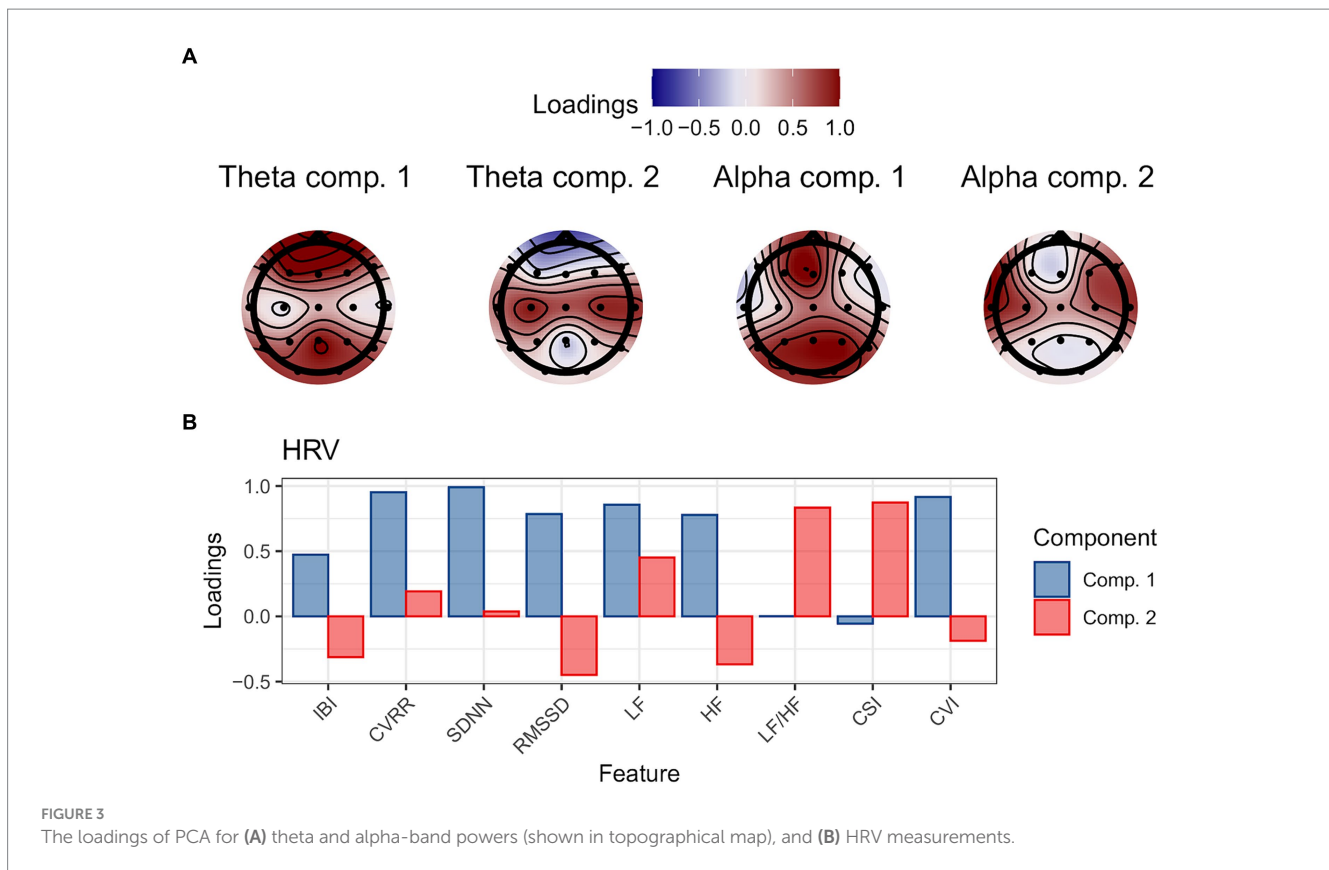 A
Loadings
−1.0 −0.5 0.0 0.5 1.0
Theta comp. 1 Theta comp. 2 Alpha comp. 1 Alpha comp. 2
B
HRV
1.0
0.5
0.0
−0.5
Loadings
IBI CVRR SDNN RMSSD LF HF LF/HF CSI CVI
Feature
Component
Comp. 1
Comp. 2
FIGURE 3
The loadings of PCA for (A) theta and alpha-band powers (shown in topographical map), and (B) HRV measurements.